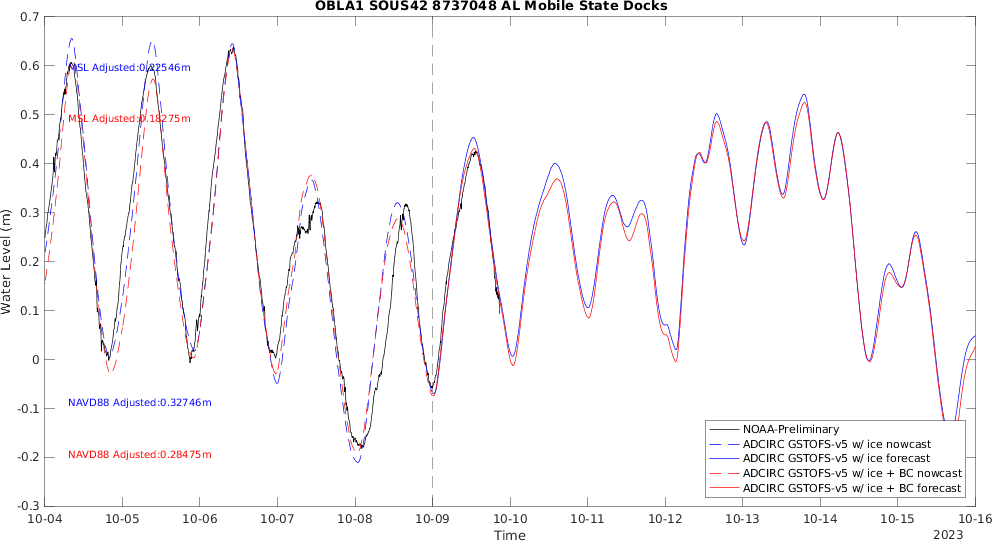 OBLA1 SOUS42 8737048 AL Mobile State Docks
0.7
0.6
0.5
0.4
0.3
0.2
0.1
0
-0.1
-0.2
-0.3
Water Level (m)
MSL Adjusted:0.22546m
MSL Adjusted:0.18275m
NAVD88 Adjusted:0.32746m
NAVD88 Adjusted:0.28475m
NOAA-Preliminary
ADCIRC GSTOFS-v5 w/ ice nowcast
ADCIRC GSTOFS-v5 w/ ice forecast
ADCIRC GSTOFS-v5 w/ ice + BC nowcast
ADCIRC GSTOFS-v5 w/ ice + BC forecast
10-04 10-05 10-06 10-07 10-08 10-09 10-10 10-11 10-12 10-13 10-14 10-15 10-16
Time
2023